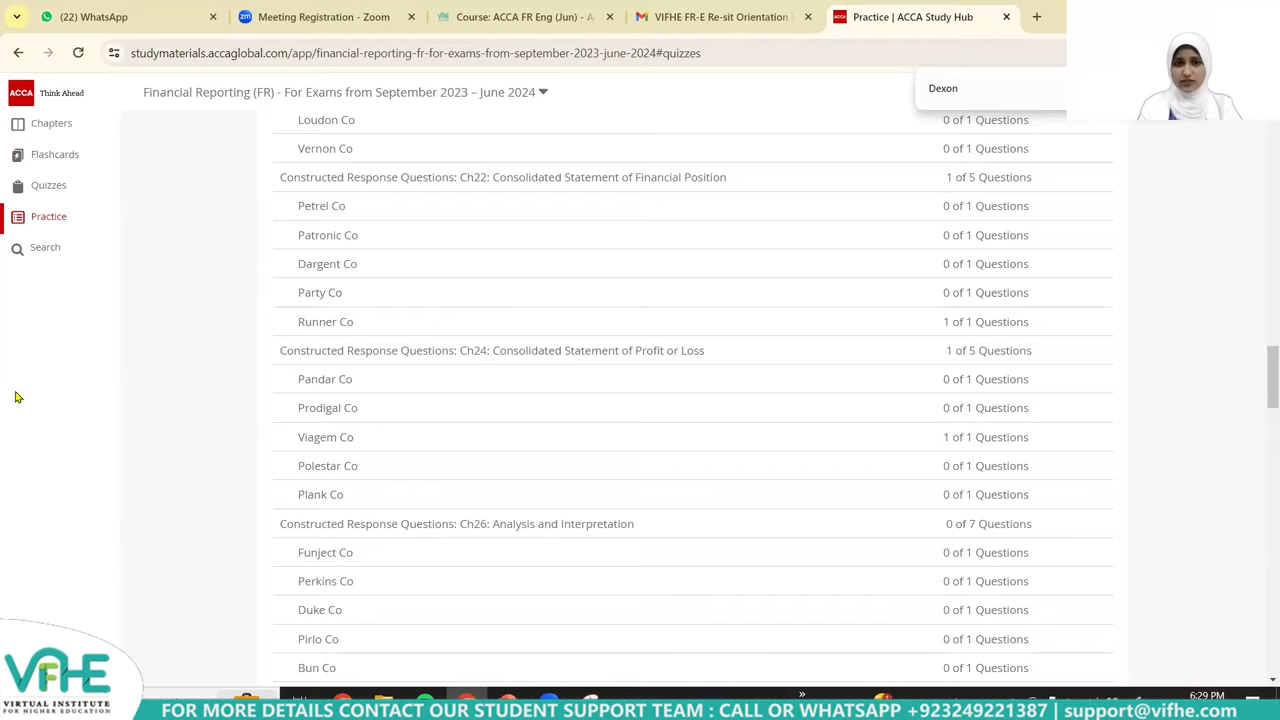 (22) WhatsApp
Meeting Registration - Zoom
Course: ACCA FR Eng (Jun) - A
VIFHE FR-E Re-sit Orientation
Practice | ACCA Study Hub
studymaterials.accaglobal.com/app/financial-reporting-fr-for-exams-from-september-2023-june-2024#quizzes
ACCA Think Ahead
Financial Reporting (FR) - For Exams from September 2023 – June 2024
Dexon
Chapters
Flashcards
Quizzes
Practice
Search
Loudon Co 0 of 1 Questions
Vernon Co 0 of 1 Questions
Constructed Response Questions: Ch22: Consolidated Statement of Financial Position 1 of 5 Questions
Petrel Co 0 of 1 Questions
Patronic Co 0 of 1 Questions
Dargent Co 0 of 1 Questions
Party Co 0 of 1 Questions
Runner Co 1 of 1 Questions
Constructed Response Questions: Ch24: Consolidated Statement of Profit or Loss 1 of 5 Questions
Pandar Co 0 of 1 Questions
Prodigal Co 0 of 1 Questions
Viagem Co 1 of 1 Questions
Polestar Co 0 of 1 Questions
Plank Co 0 of 1 Questions
Constructed Response Questions: Ch26: Analysis and Interpretation 0 of 7 Questions
Funject Co 0 of 1 Questions
Perkins Co 0 of 1 Questions
Duke Co 0 of 1 Questions
Pirlo Co 0 of 1 Questions
Bun Co 0 of 1 Questions
6:29 PM
VIFHE
VIRTUAL INSTITUTE
FOR HIGHER EDUCATION
FOR MORE DETAILS CONTACT OUR STUDENT SUPPORT TEAM : CALL OR WHATSAPP +923249221387 | support@vifhe.com